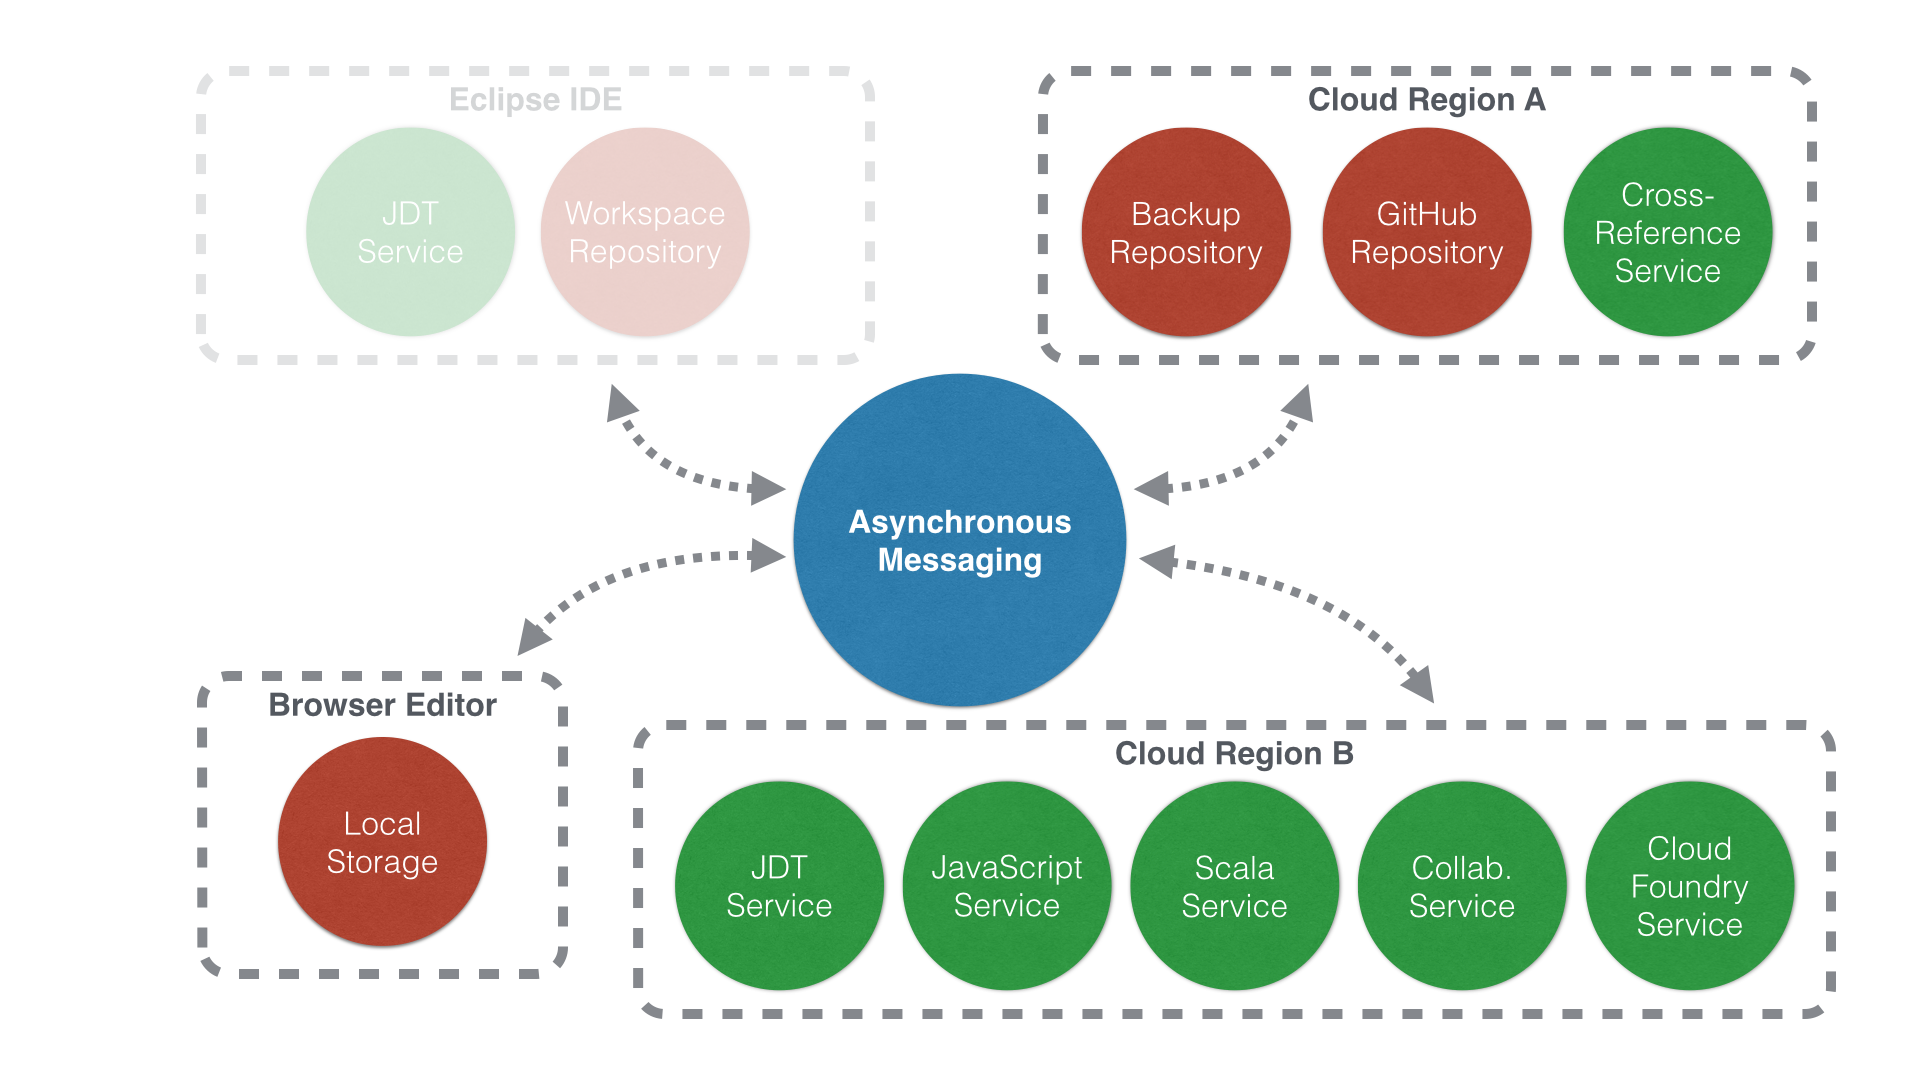 Eclipse IDE
JDT
Service
Workspace
Repository
Cloud Region A
Backup
Repository
GitHub
Repository
Cross-
Reference
Service
Asynchronous
Messaging
Browser Editor
Local
Storage
Cloud Region B
JDT
Service
JavaScript
Service
Scala
Service
Collab.
Service
Cloud
Foundry
Service